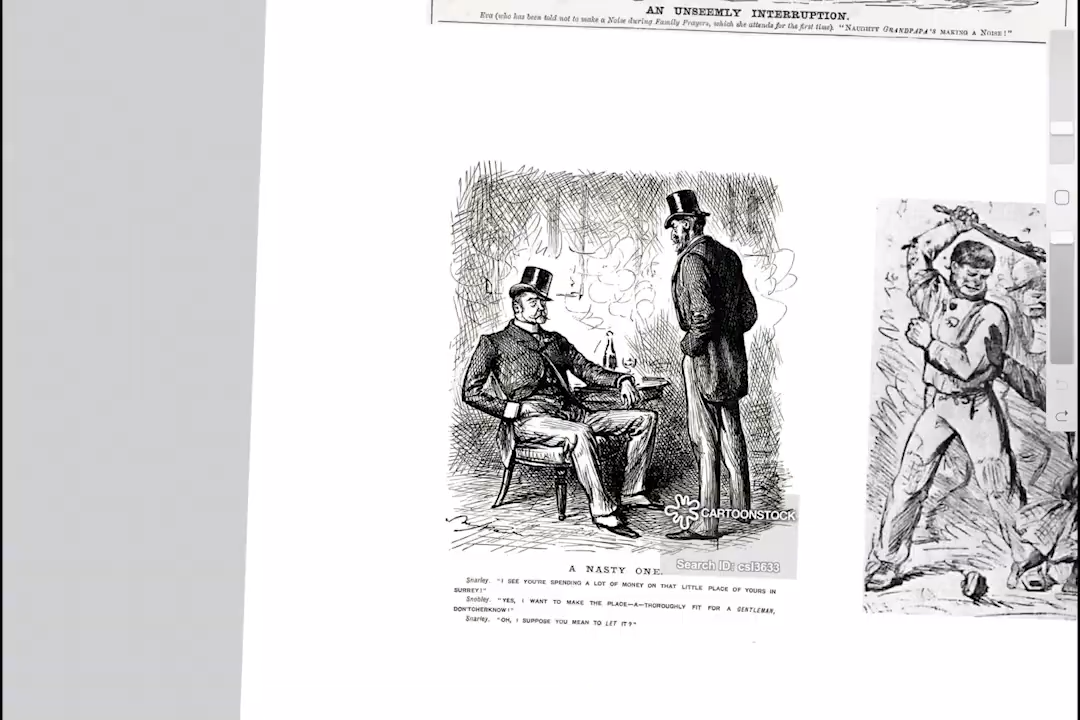 AN UNSEEMLY INTERRUPTION.
Eva (who has been told not to make a Noise during Family Prayers, which she attends for the first time). "NAUGHTY GRANDPAPA'S MAKING A NOISE!"
CARTOONSTOCK
Search ID: csl3633
A NASTY ONE.
Snarley. "I SEE YOU'RE SPENDING A LOT OF MONEY ON THAT LITTLE PLACE OF YOURS IN
SURREY!"
Snobley. "YES, I WANT TO MAKE THE PLACE—A—THOROUGHLY FIT FOR A GENTLEMAN,
DON'TCHERKNOW!"
Snarley. "OH, I SUPPOSE YOU MEAN TO LET IT?"